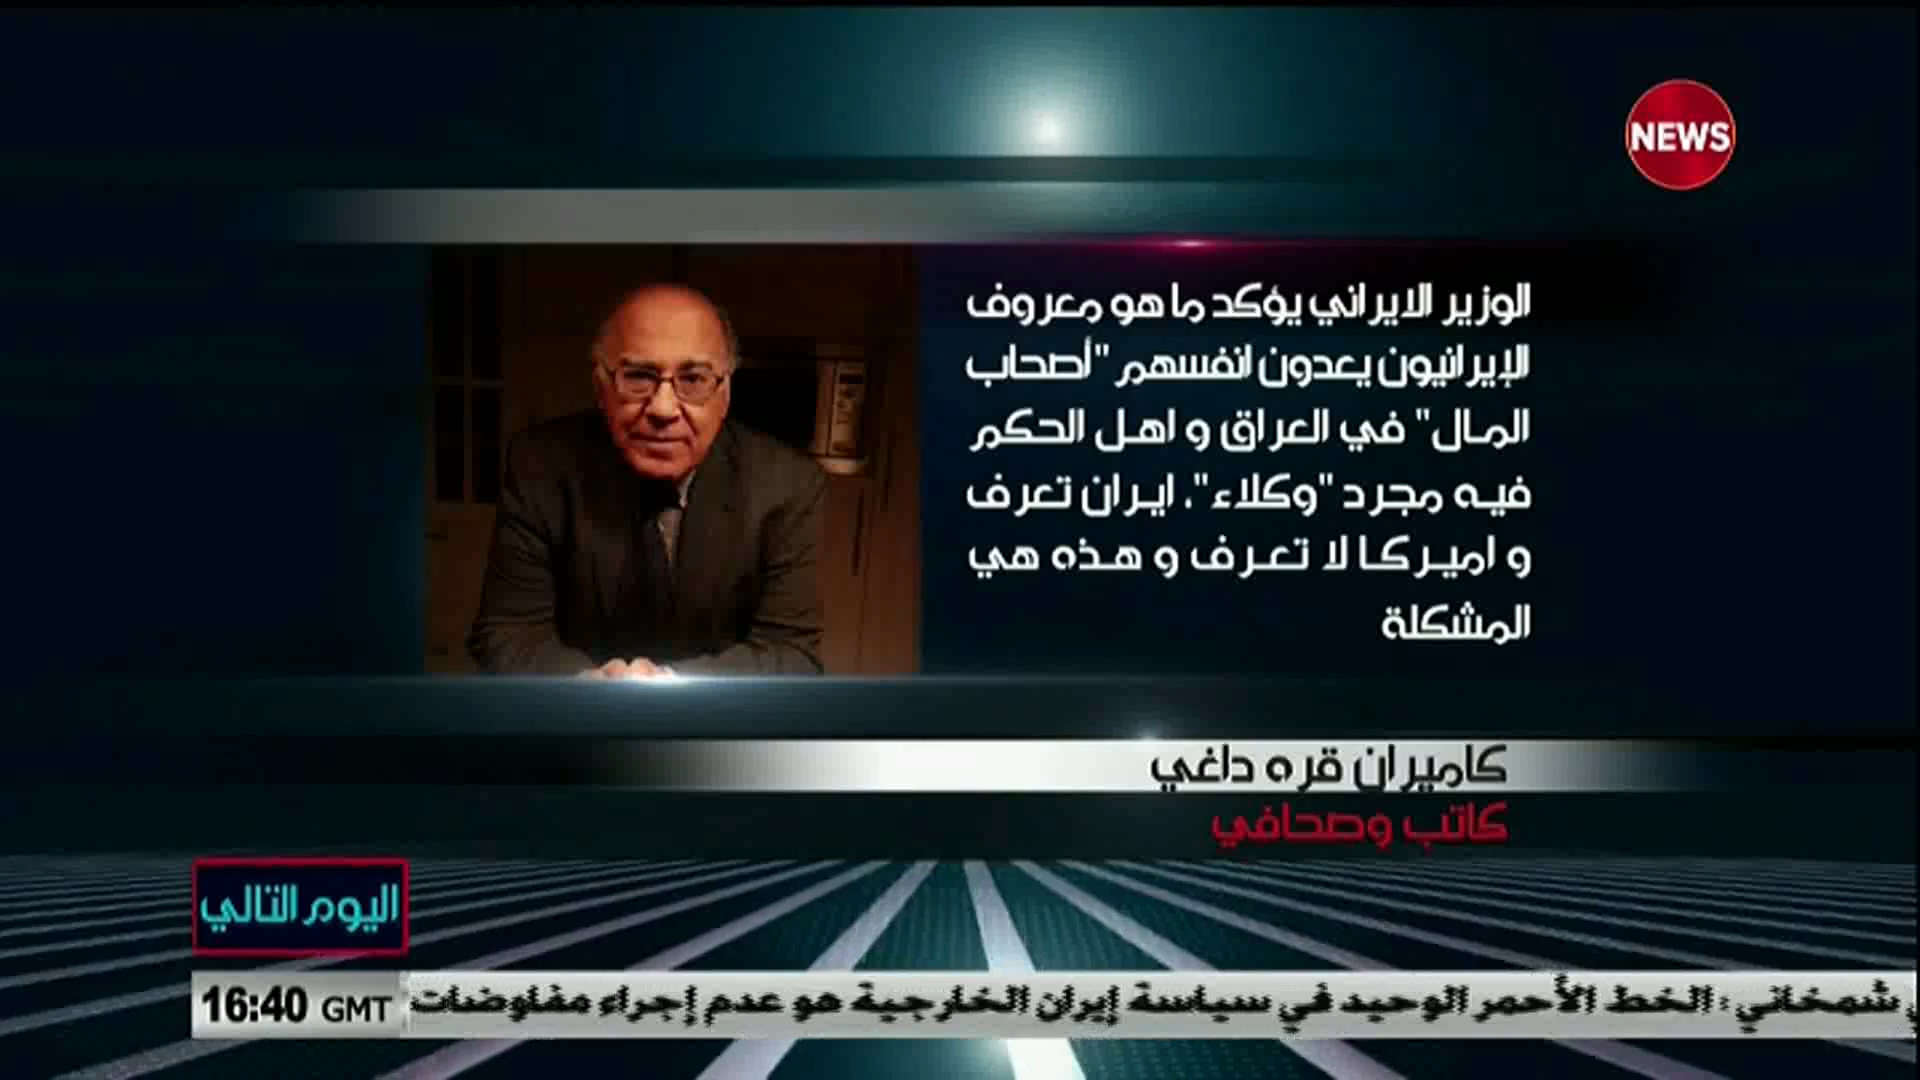 NEWS
الوزير الايراني يؤكد ما هو معروف
الإيرانيون يعدون انفسهم "أصحاب
المال" في العراق و اهل الحكم
فيه مجرد "وكلاء"، ايران تعرف
و اميركا لا تعرف و هذه هي
المشكلة
كاميران قره داغي
كاتب وصحافي
اليوم التالي
شمخاني : الخط الأحمر الوحيد في سياسة إيران الخارجية هو عدم إجراء مفاوضات
16:40 GMT